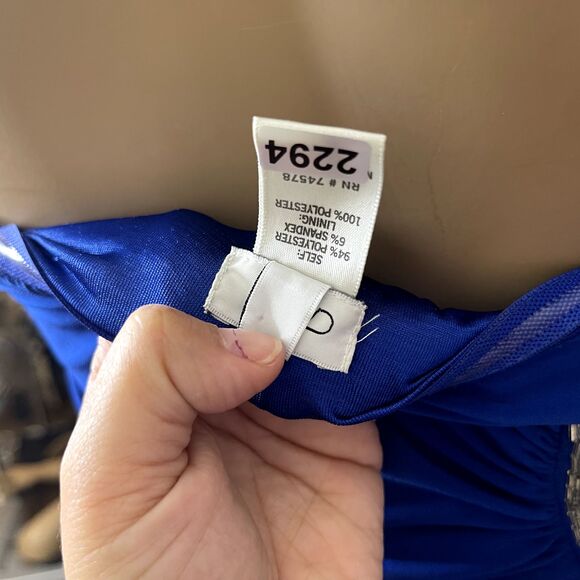 2294
RN # 74578
SELF:
94% POLYESTER
6% SPANDEX
LINING:
100% POLYESTER